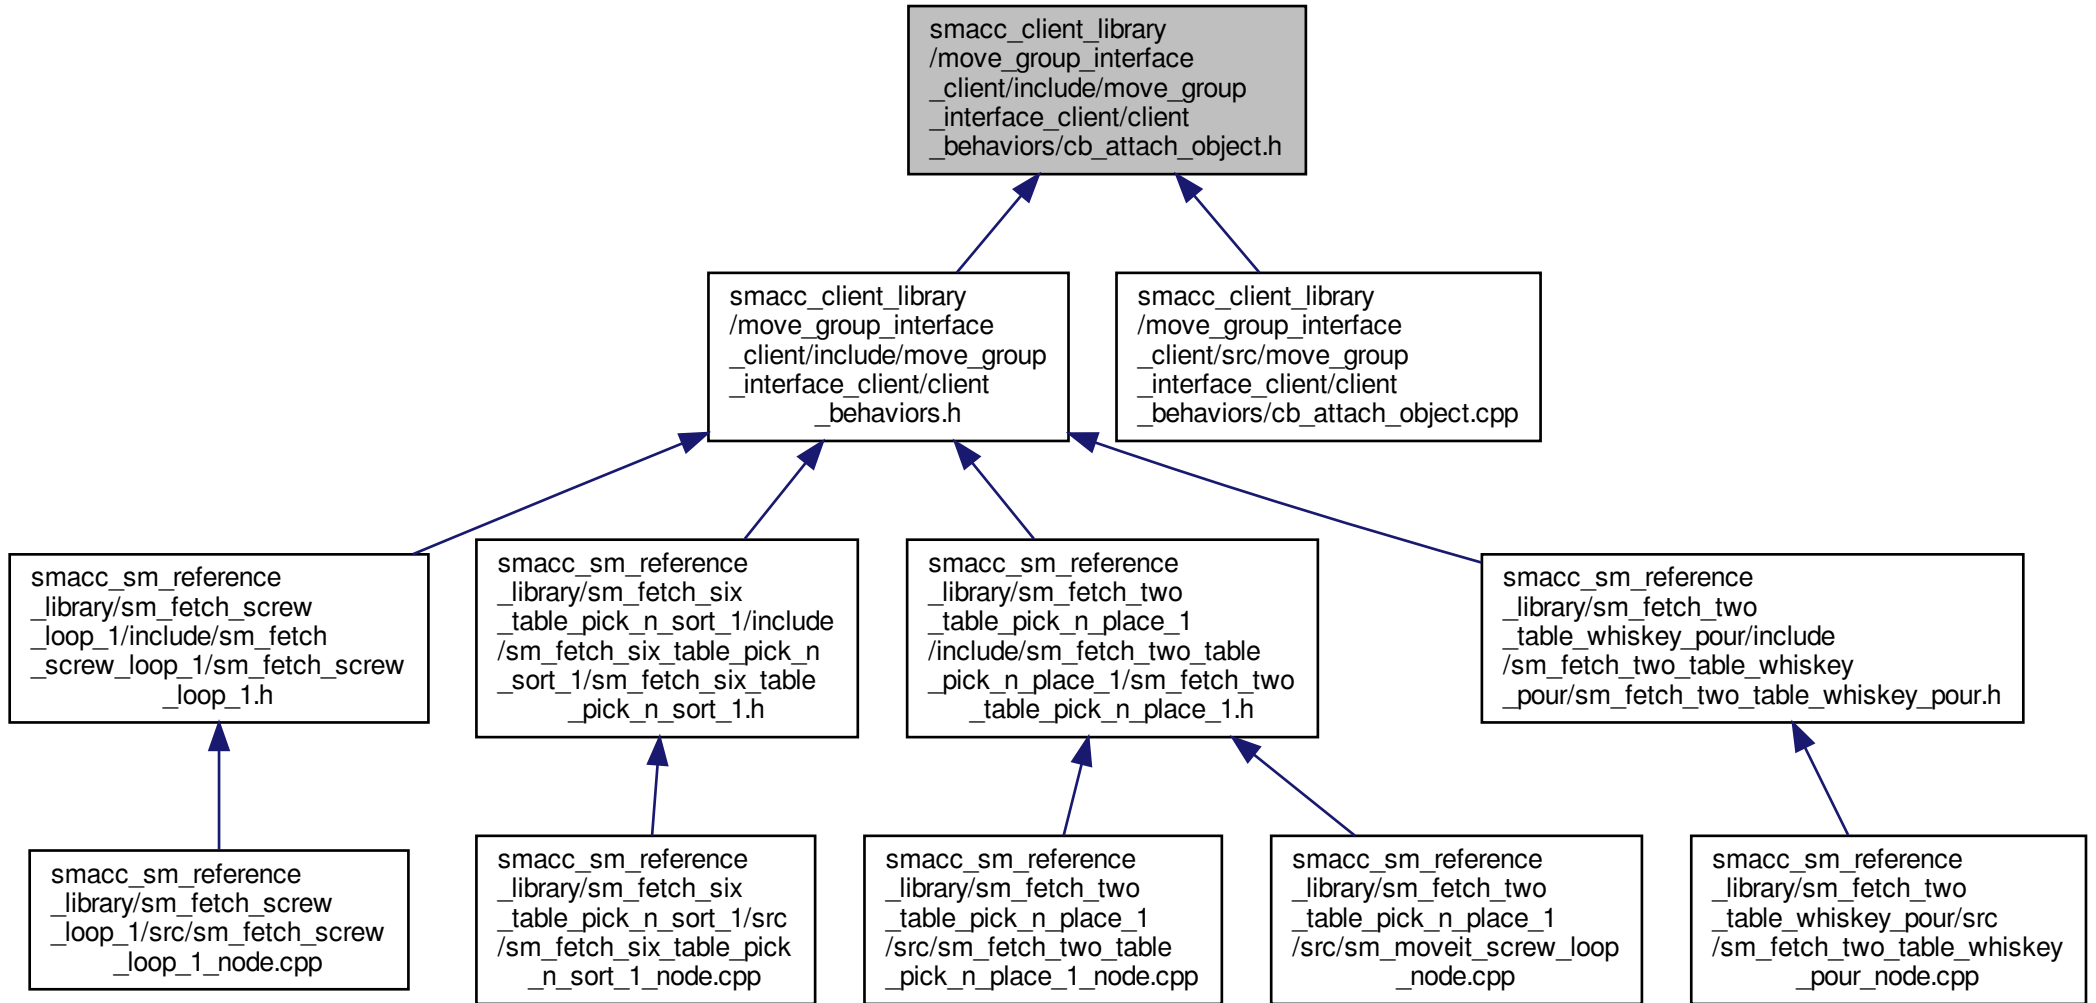 smacc_client_library
/move_group_interface
_client/include/move_group
_interface_client/client
_behaviors/cb_attach_object.h
smacc_client_library
/move_group_interface
_client/include/move_group
_interface_client/client
_behaviors.h
smacc_client_library
/move_group_interface
_client/src/move_group
_interface_client/client
_behaviors/cb_attach_object.cpp
smacc_sm_reference
_library/sm_fetch_screw
_loop_1/include/sm_fetch
_screw_loop_1/sm_fetch_screw
_loop_1.h
smacc_sm_reference
_library/sm_fetch_six
_table_pick_n_sort_1/include
/sm_fetch_six_table_pick_n
_sort_1/sm_fetch_six_table
_pick_n_sort_1.h
smacc_sm_reference
_library/sm_fetch_two
_table_pick_n_place_1
/include/sm_fetch_two_table
_pick_n_place_1/sm_fetch_two
_table_pick_n_place_1.h
smacc_sm_reference
_library/sm_fetch_two
_table_whiskey_pour/include
/sm_fetch_two_table_whiskey
_pour/sm_fetch_two_table_whiskey_pour.h
smacc_sm_reference
_library/sm_fetch_screw
_loop_1/src/sm_fetch_screw
_loop_1_node.cpp
smacc_sm_reference
_library/sm_fetch_six
_table_pick_n_sort_1/src
/sm_fetch_six_table_pick
_n_sort_1_node.cpp
smacc_sm_reference
_library/sm_fetch_two
_table_pick_n_place_1
/src/sm_fetch_two_table
_pick_n_place_1_node.cpp
smacc_sm_reference
_library/sm_fetch_two
_table_pick_n_place_1
/src/sm_moveit_screw_loop
_node.cpp
smacc_sm_reference
_library/sm_fetch_two
_table_whiskey_pour/src
/sm_fetch_two_table_whiskey
_pour_node.cpp